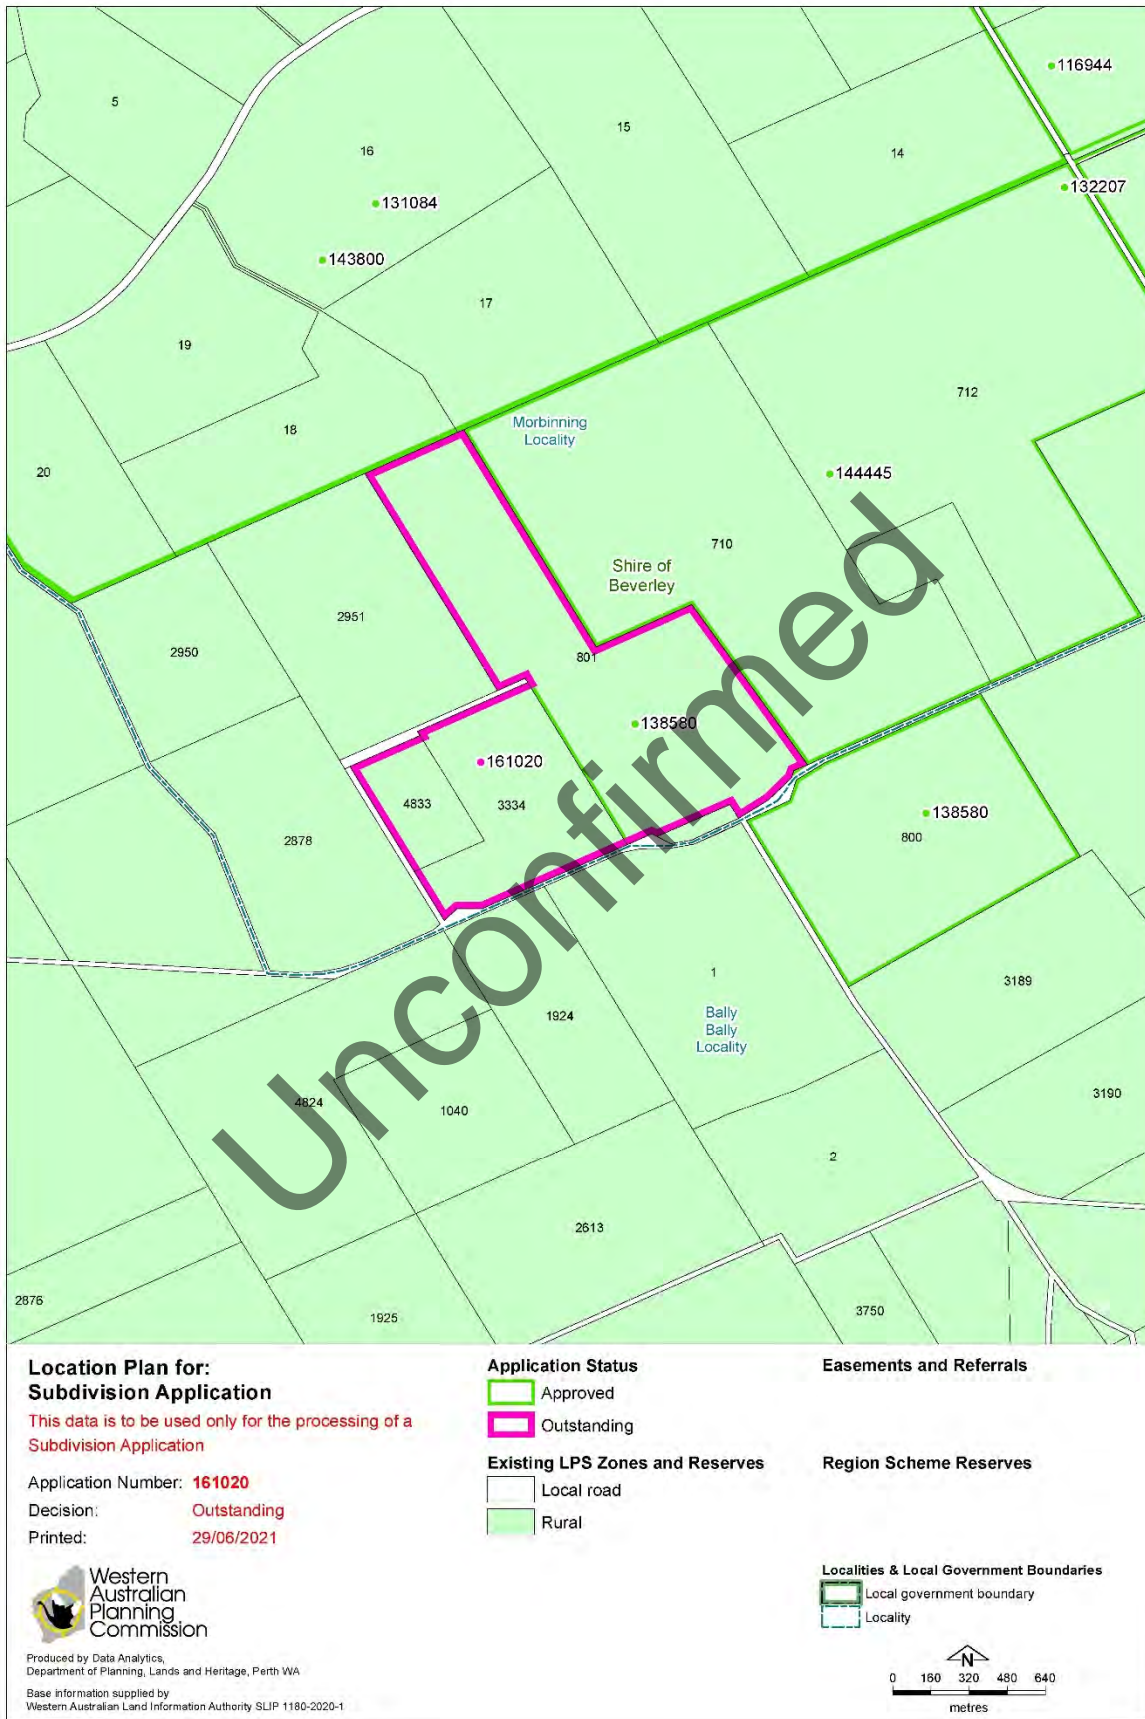 116944
5
15
16
14
132207
131084
143800
17
19
712
Morbinning
Locality
18
20
144445
710
Shire of
Beverley
2951
2950
801
138580
161020
4833
3334
138580
2878
800
1
3189
1924
Bally
Bally
Locality
4824
1040
3190
2
2613
2876
1925
3750
Unconfirmed
Location Plan for:
Subdivision Application
This data is to be used only for the processing of a
Subdivision Application
Application Number: 161020
Decision: Outstanding
Printed: 29/06/2021
Western
Australian
Planning
Commission
Produced by Data Analytics,
Department of Planning, Lands and Heritage, Perth WA
Base information supplied by
Western Australian Land Information Authority SLIP 1180-2020-1
Application Status
Approved
Outstanding
Existing LPS Zones and Reserves
Local road
Rural
Easements and Referrals
Region Scheme Reserves
Localities & Local Government Boundaries
Local government boundary
Locality
N
0 160 320 480 640
metres